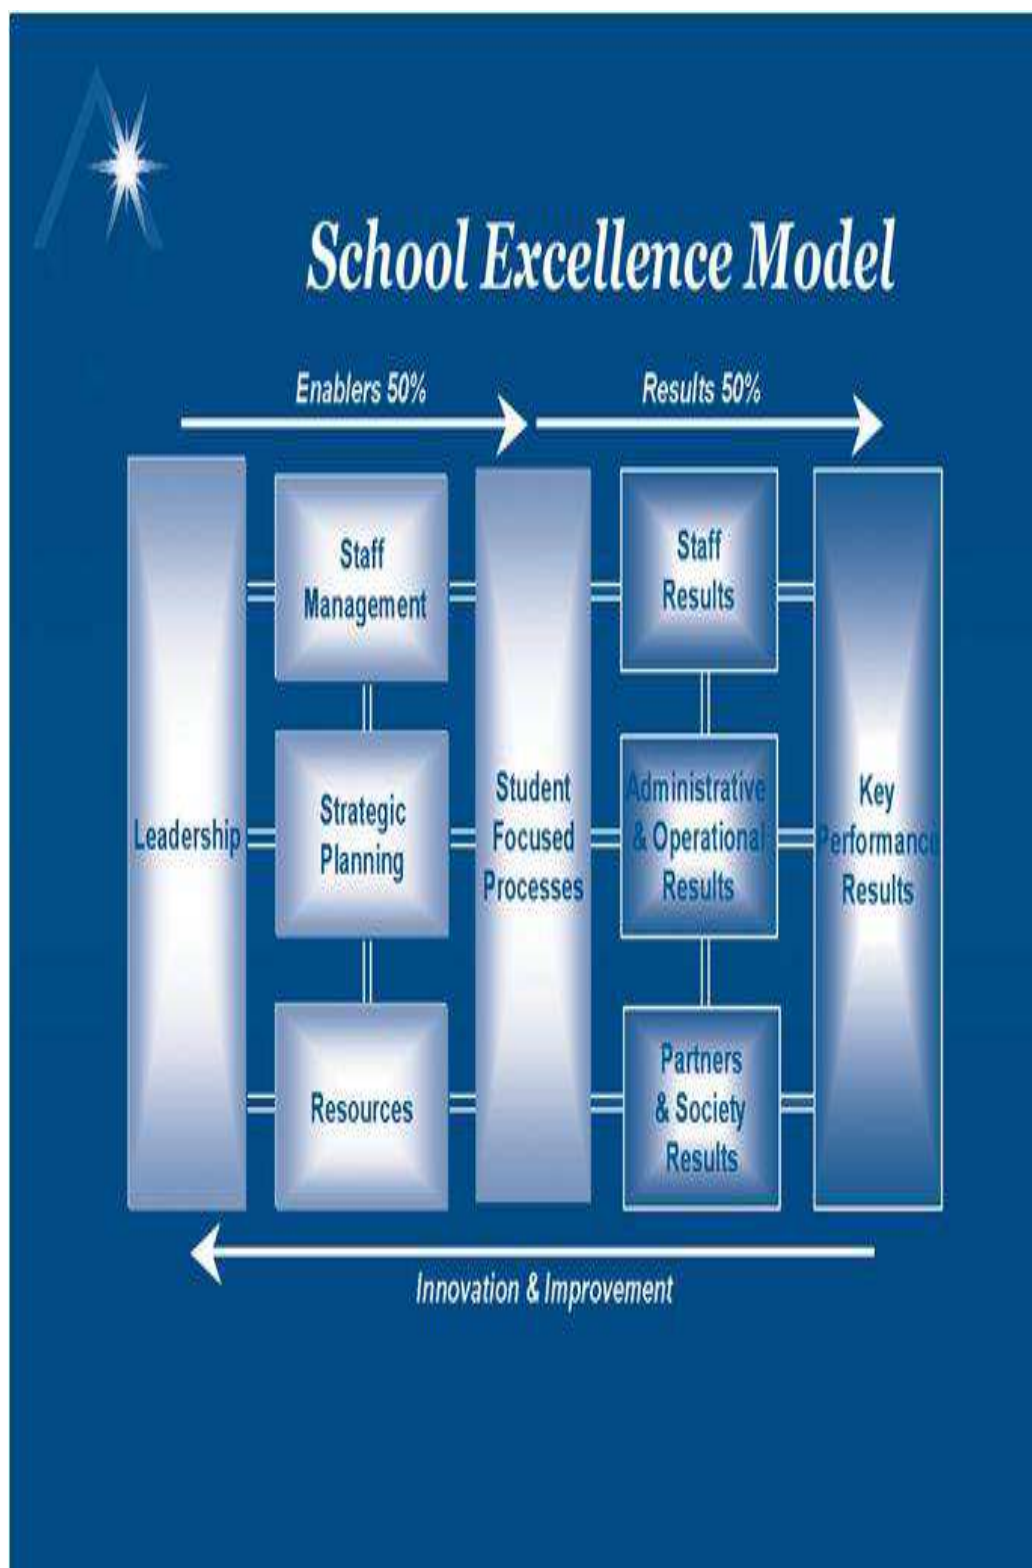 School Excellence Model
Enablers 50%
Results 50%
Leadership
Staff
Management
Strategic
Planning
Resources
Student
Focused
Processes
Staff
Results
Administrative
& Operational
Results
Partners
& Society
Results
Key
Performance
Results
Innovation & Improvement